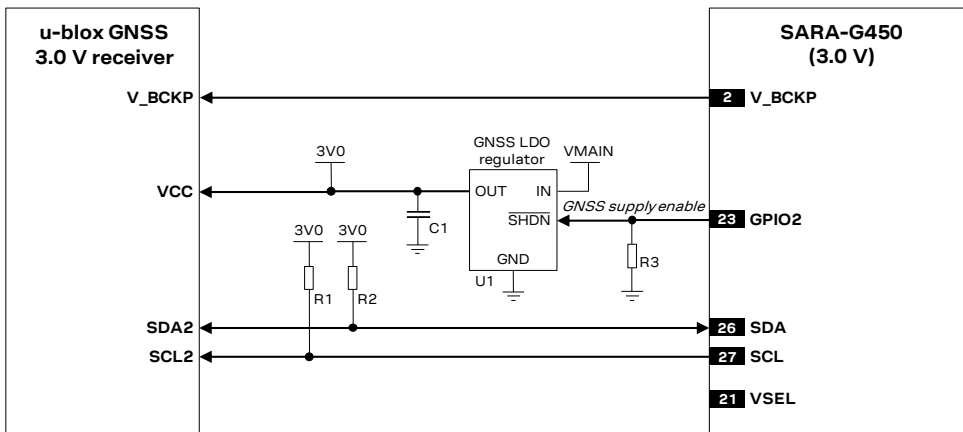 u-blox GNSS
3.0 V receiver
SARA-G450
(3.0 V)
V_BCKP
2 V_BCKP
GNSS LDO
regulator
VMAIN
3V0
VCC
OUT IN
GNSS supply enable
SHDN
23 GPIO2
C1
3V0 3V0
GND
R3
U1
R1 R2
SDA2
26 SDA
SCL2
27 SCL
21 VSEL